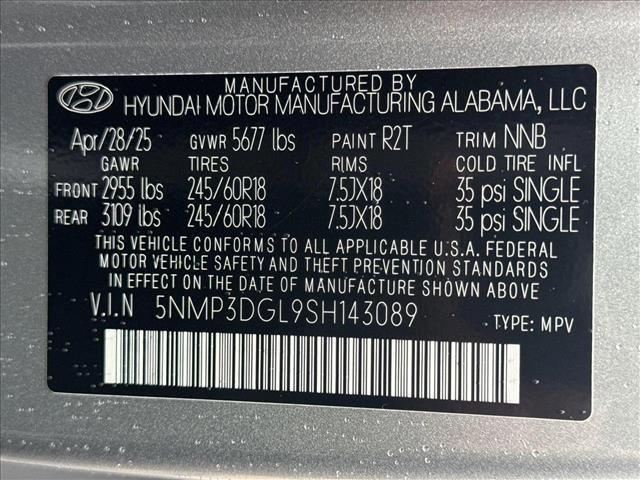 MANUFACTURED BY
HYUNDAI MOTOR MANUFACTURING ALABAMA, LLC
Apr/28/25 GVWR 5677 lbs PAINT R2T TRIM NNB
GAWR TIRES RIMS COLD TIRE INFL
FRONT 2955 lbs 245/60R18 7.5JX18 35 psi SINGLE
REAR 3109 lbs 245/60R18 7.5JX18 35 psi SINGLE
THIS VEHICLE CONFORMS TO ALL APPLICABLE U.S.A. FEDERAL
MOTOR VEHICLE SAFETY AND THEFT PREVENTION STANDARDS
IN EFFECT ON THE DATE OF MANUFACTURE SHOWN ABOVE
V.I.N 5NMP3DGL9SH143089 TYPE: MPV